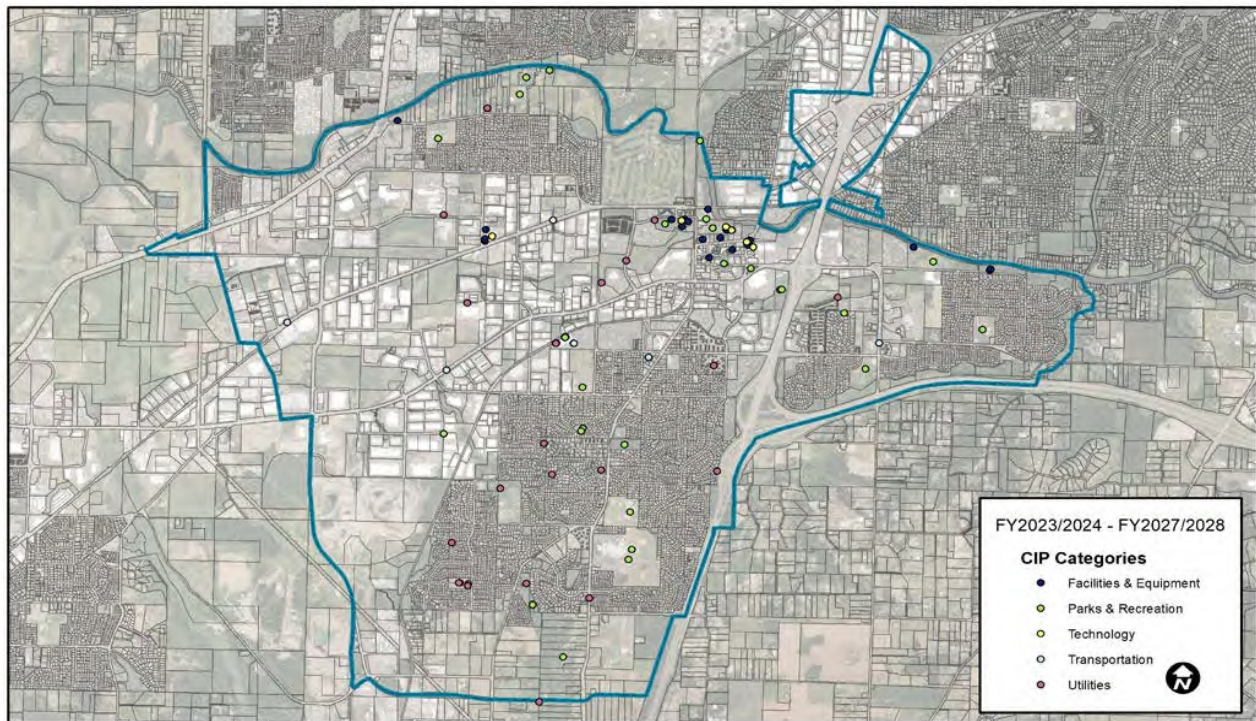 FY2023/2024 - FY2027/2028
CIP Categories
Facilities & Equipment
Parks & Recreation
Technology
Transportation
Utilities
N